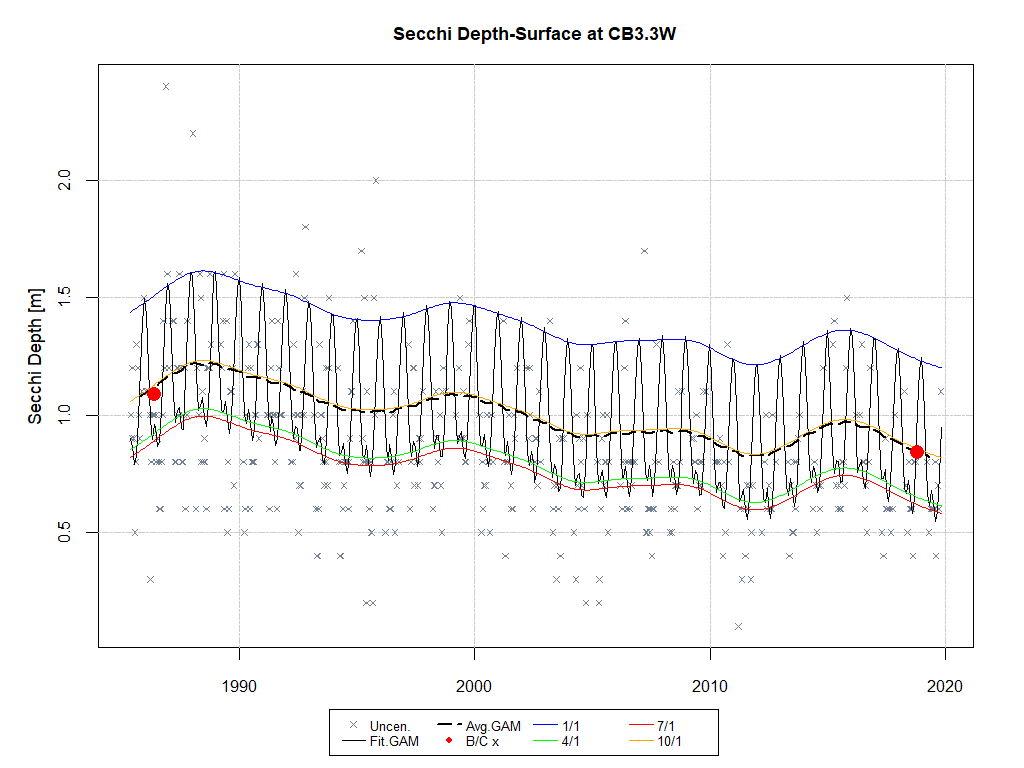 Secchi Depth-Surface at CB3.3W
Secchi Depth [m]
2.0
1.5
1.0
0.5
1990 2000 2010 2020
Uncen. Avg.GAM 1/1 7/1
Fit.GAM B/C x 4/1 10/1